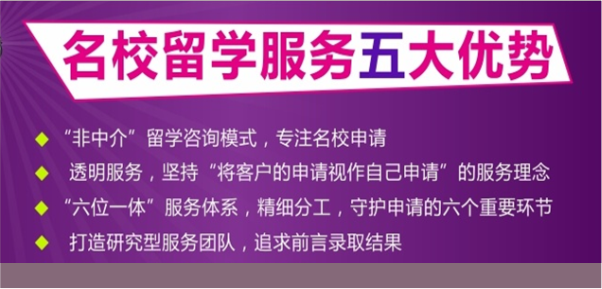 名校留学服务五大优势
“非中介”留学咨询模式，专注名校申请
透明服务，坚持“将客户的申请视作自己申请”的服务理念
“六位一体”服务体系，精细分工，守护申请的六个重要环节
打造研究型服务团队，追求前言录取结果